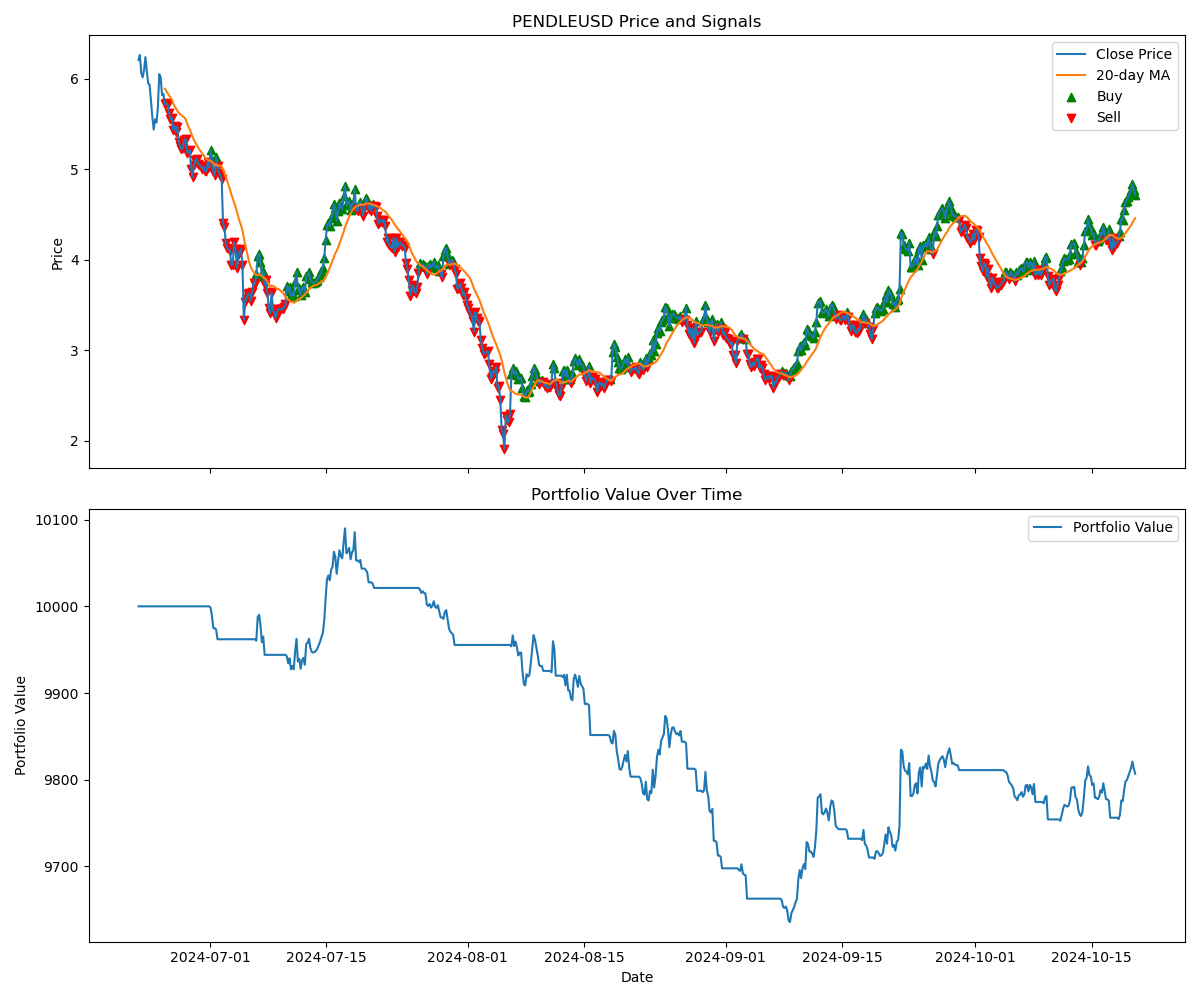 PENDLEUSD Price and Signals
Close Price
20-day MA
Buy
Sell
6
5
4
3
2
Price
Portfolio Value Over Time
Portfolio Value
10100
10000
9900
9800
9700
Portfolio Value
2024-07-01
2024-07-15
2024-08-01
2024-08-15
2024-09-01
2024-09-15
2024-10-01
2024-10-15
Date